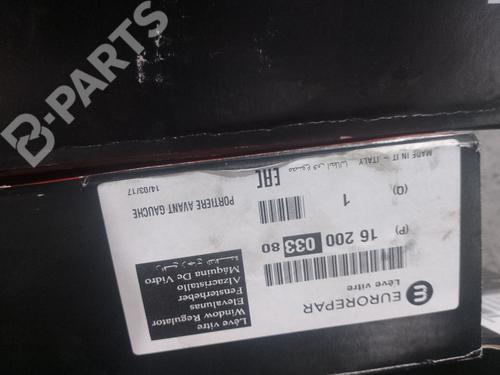 B-PARTS
EUROREPAR
Lève vitre
(P) 16 200 033 80
(Q) 1
MADE IN IT - ITALY
EAC
PORTIERE AVANT GAUCHE
14/03/17
Lève vitre
Window Regulator
Elevalunas
Fensterheber
Alzacristallo
Máquina De Vidro